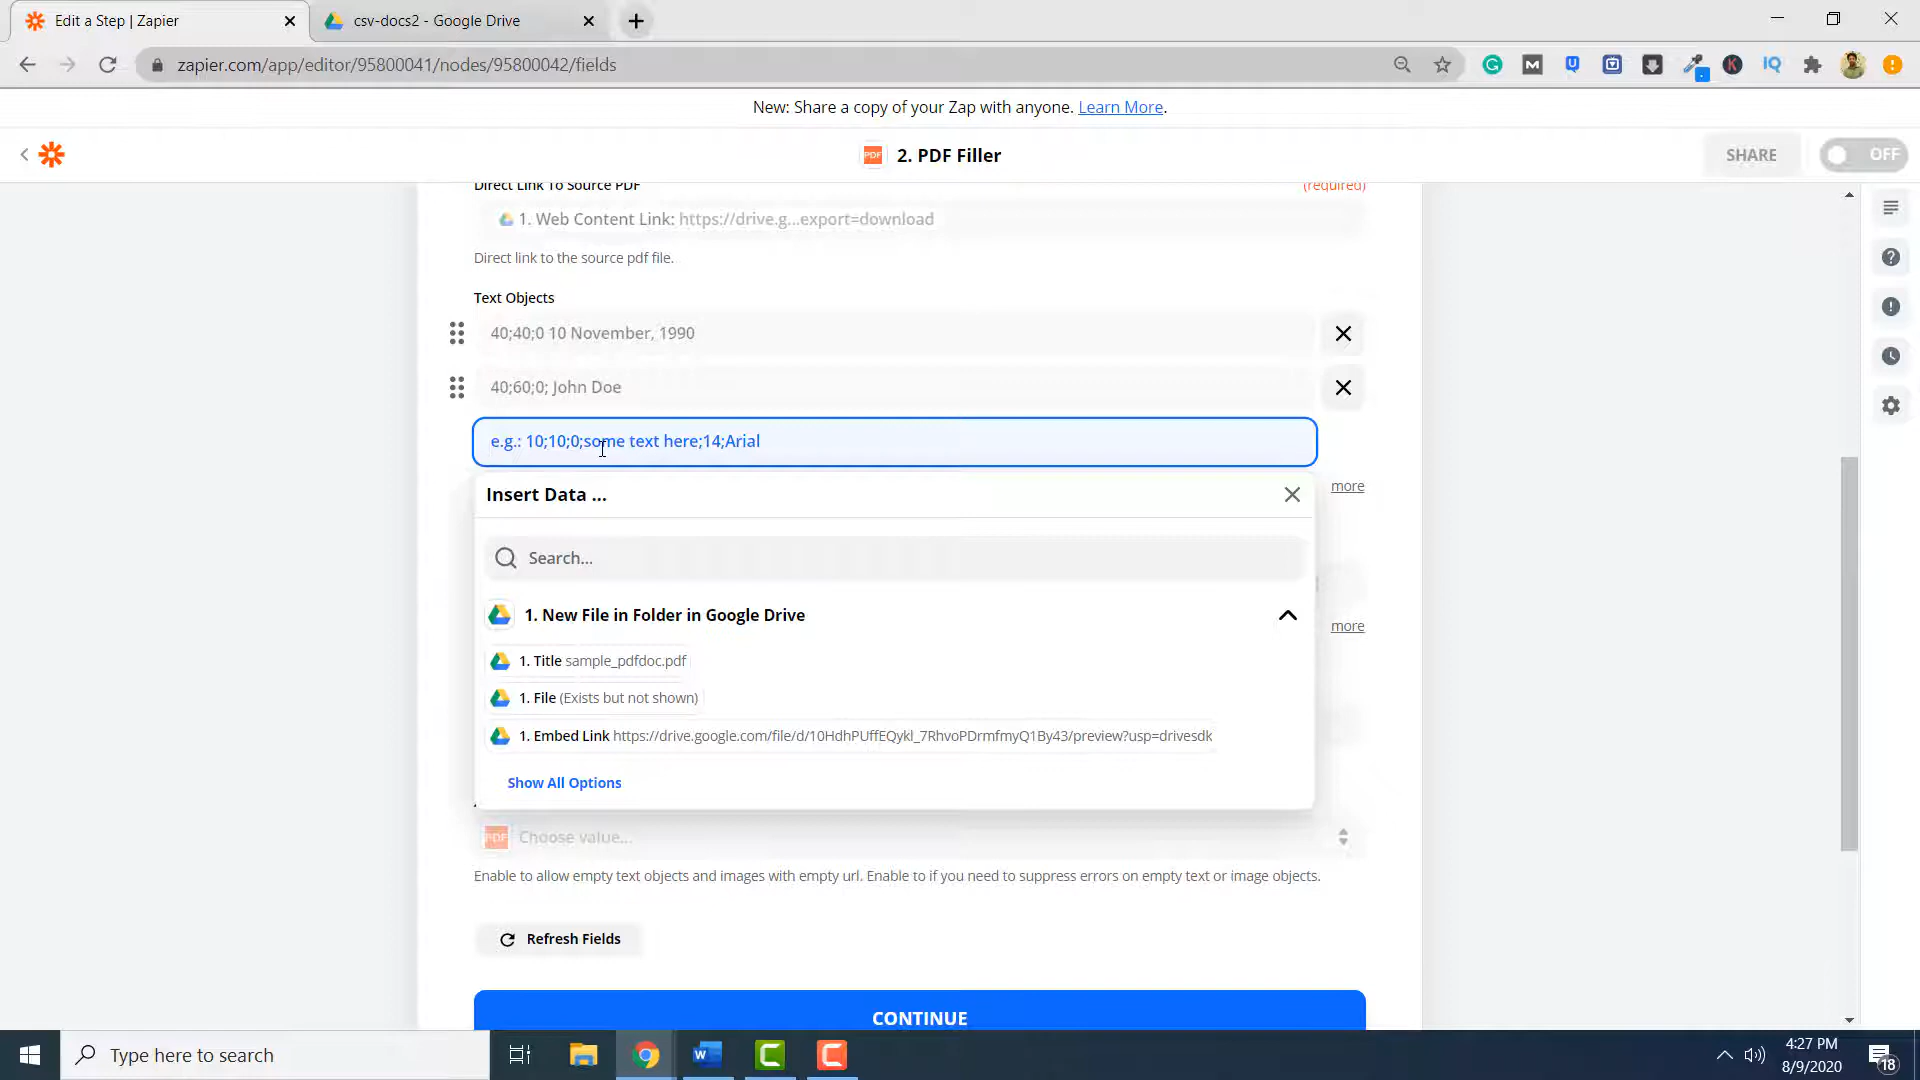 Edit a Step | Zapier
csv-docs2 - Google Drive
zapier.com/app/editor/95800041/nodes/95800042/fields
New: Share a copy of your Zap with anyone. Learn More.
PDF 2. PDF Filler
SHARE
OFF
Direct Link To Source PDF
(required)
1. Web Content Link: https://drive.g...export=download
Direct link to the source pdf file.
Text Objects
40;40;0 10 November, 1990
40;60;0; John Doe
e.g.: 10;10;0;some text here;14;Arial
Insert Data ...
more
Search...
1. New File in Folder in Google Drive
more
1. Title sample_pdfdoc.pdf
1. File (Exists but not shown)
1. Embed Link https://drive.google.com/file/d/10HdhPUffEQykl_7RhvoPDrmfmyQ1By43/preview?usp=drivesdk
Show All Options
PDF Choose value...
Enable to allow empty text objects and images with empty url. Enable to if you need to suppress errors on empty text or image objects.
Refresh Fields
CONTINUE
Type here to search
4:27 PM
8/9/2020
18